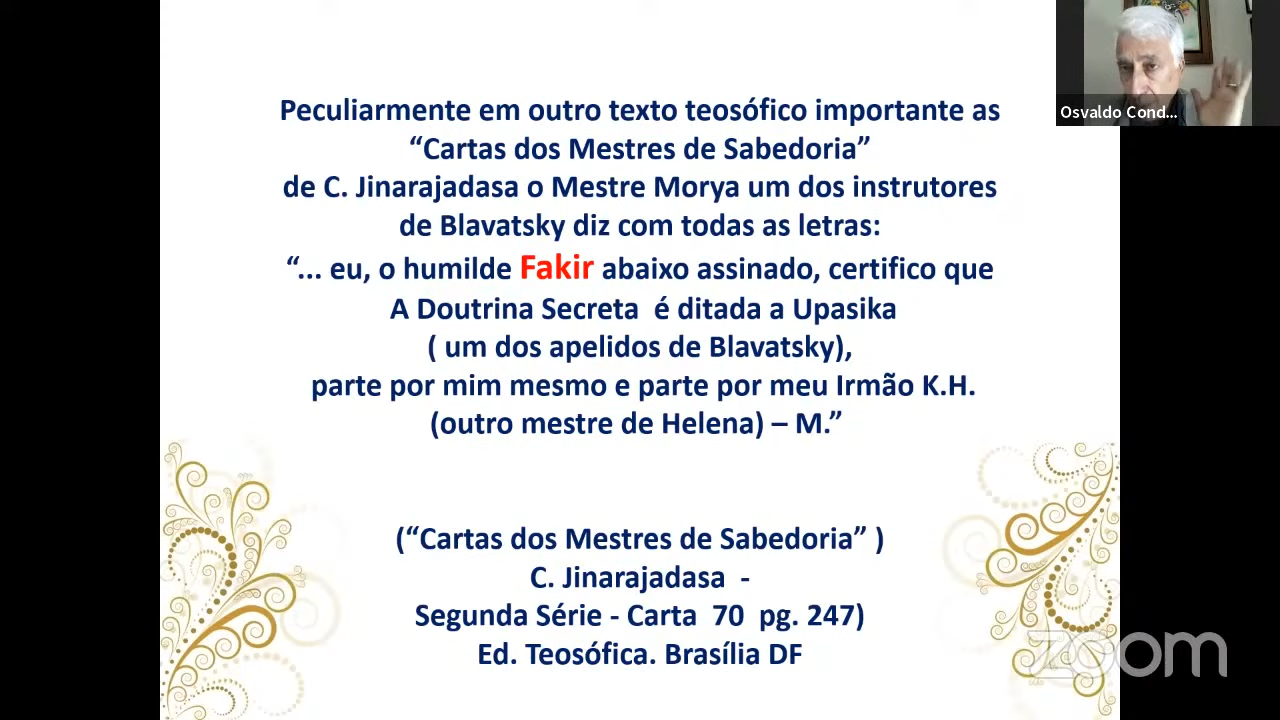 Peculiarmente em outro texto teosófico importante as
“Cartas dos Mestres de Sabedoria”
de C. Jinarajadasa o Mestre Morya um dos instrutores
de Blavatsky diz com todas as letras:
“... eu, o humilde Fakir abaixo assinado, certifico que
A Doutrina Secreta é ditada a Upasika
( um dos apelidos de Blavatsky),
parte por mim mesmo e parte por meu Irmão K.H.
(outro mestre de Helena) – M.”
(“Cartas dos Mestres de Sabedoria” )
C. Jinarajadasa -
Segunda Série - Carta 70 pg. 247)
Ed. Teosófica. Brasília DF
Osvaldo Cond...
zoom